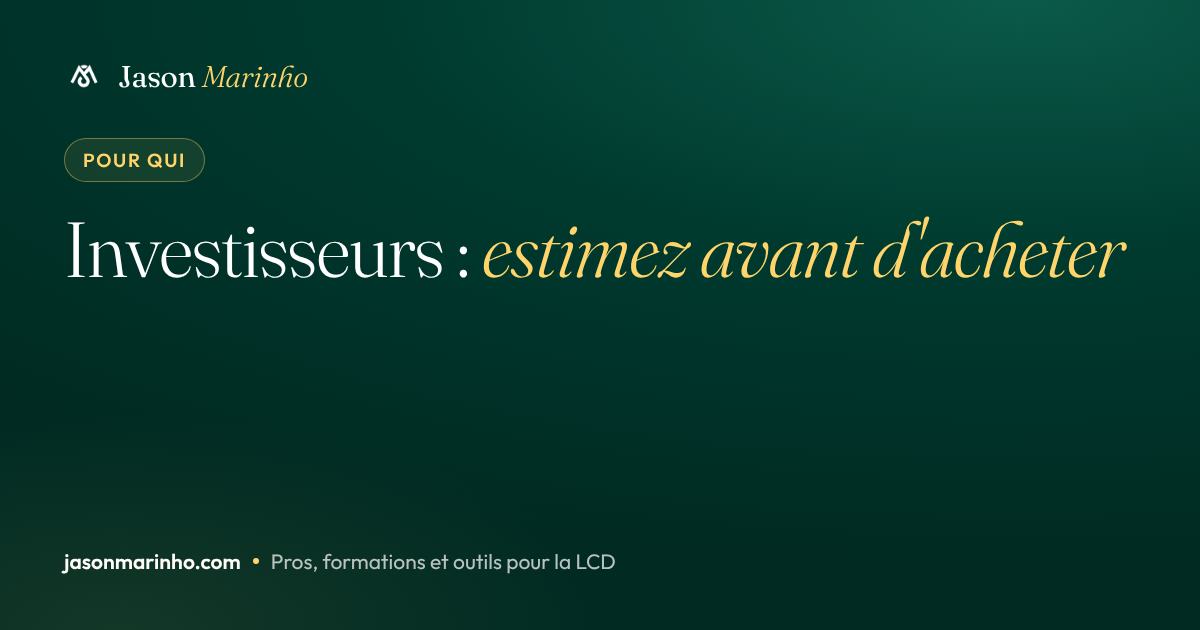 Jason Marinho
POUR QUI
Investisseurs : estimez avant d'acheter
jasonmarinho.com • Pros, formations et outils pour la LCD